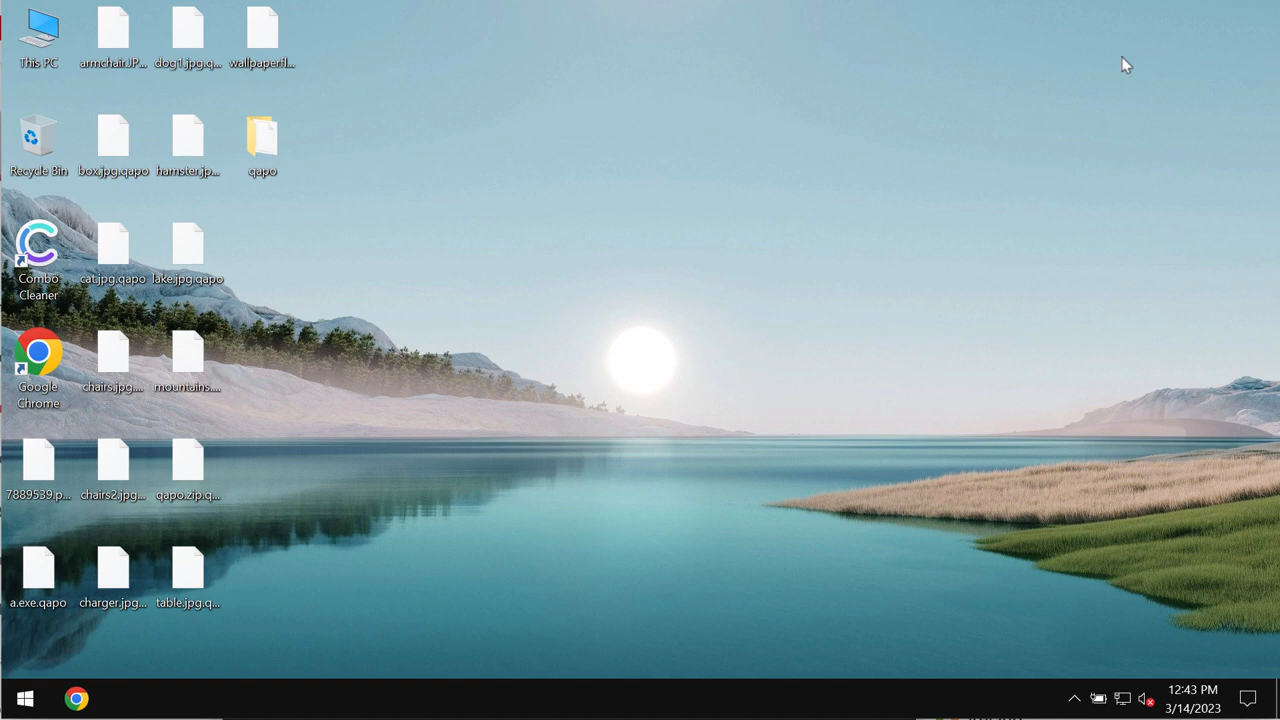 This PC
armchair.JP...
dog1.jpg.q...
wallpaperfl...
Recycle Bin
box.jpg.qapo
hamster.jp...
qapo
Combo
Cleaner
cat.jpg.qapo
lake.jpg.qapo
Google
Chrome
chairs.jpg....
mountains....
7889539.p...
chairs2.jpg...
qapo.zip.q...
a.exe.qapo
charger.jpg...
table.jpg.q...
12:43 PM
3/14/2023